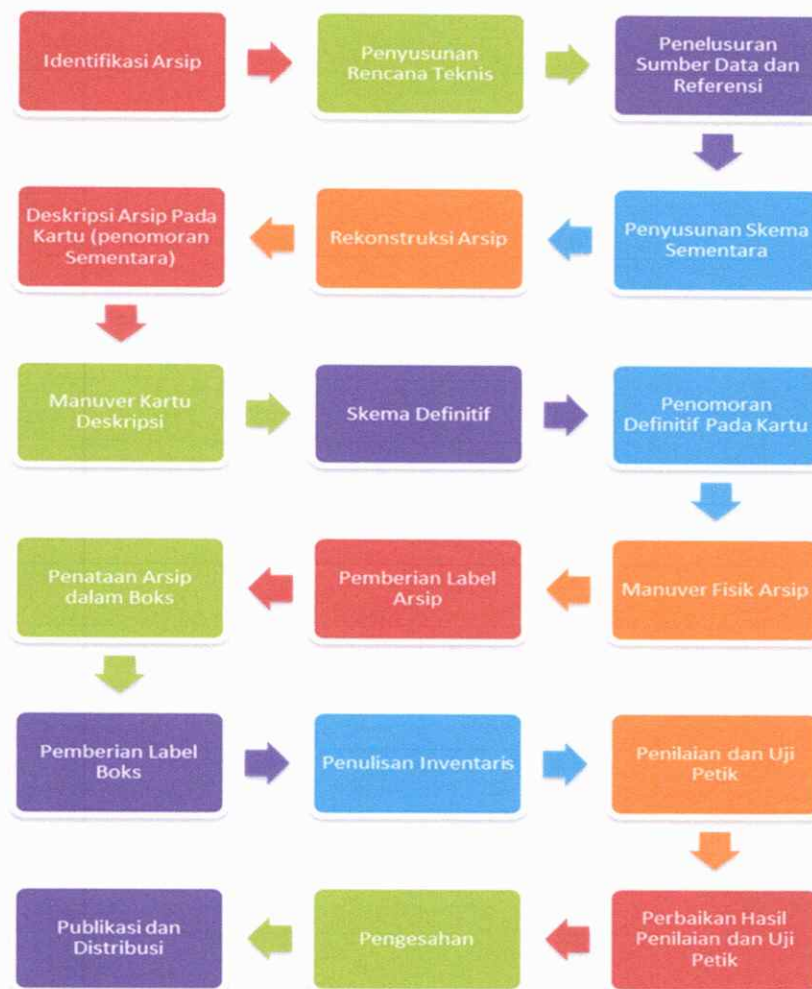 Identifikasi Arsip
Penyusunan
Rencana Teknis
Penelusuran
Sumber Data dan
Referensi
Penyusunan Skema
Sementara
Rekonstruksi Arsip
Deskripsi Arsip Pada
Kartu (penomoran
Sementara)
Manuver Kartu
Deskripsi
Skema Definitif
Penomoran
Definitif Pada Kartu
Manuver Fisik Arsip
Pemberian Label
Arsip
Penataan Arsip
dalam Boks
Pemberian Label
Boks
Penulisan Inventaris
Penilaian dan Uji
Petik
Perbaikan Hasil
Penilaian dan Uji
Petik
Pengesahan
Publikasi dan
Distribusi